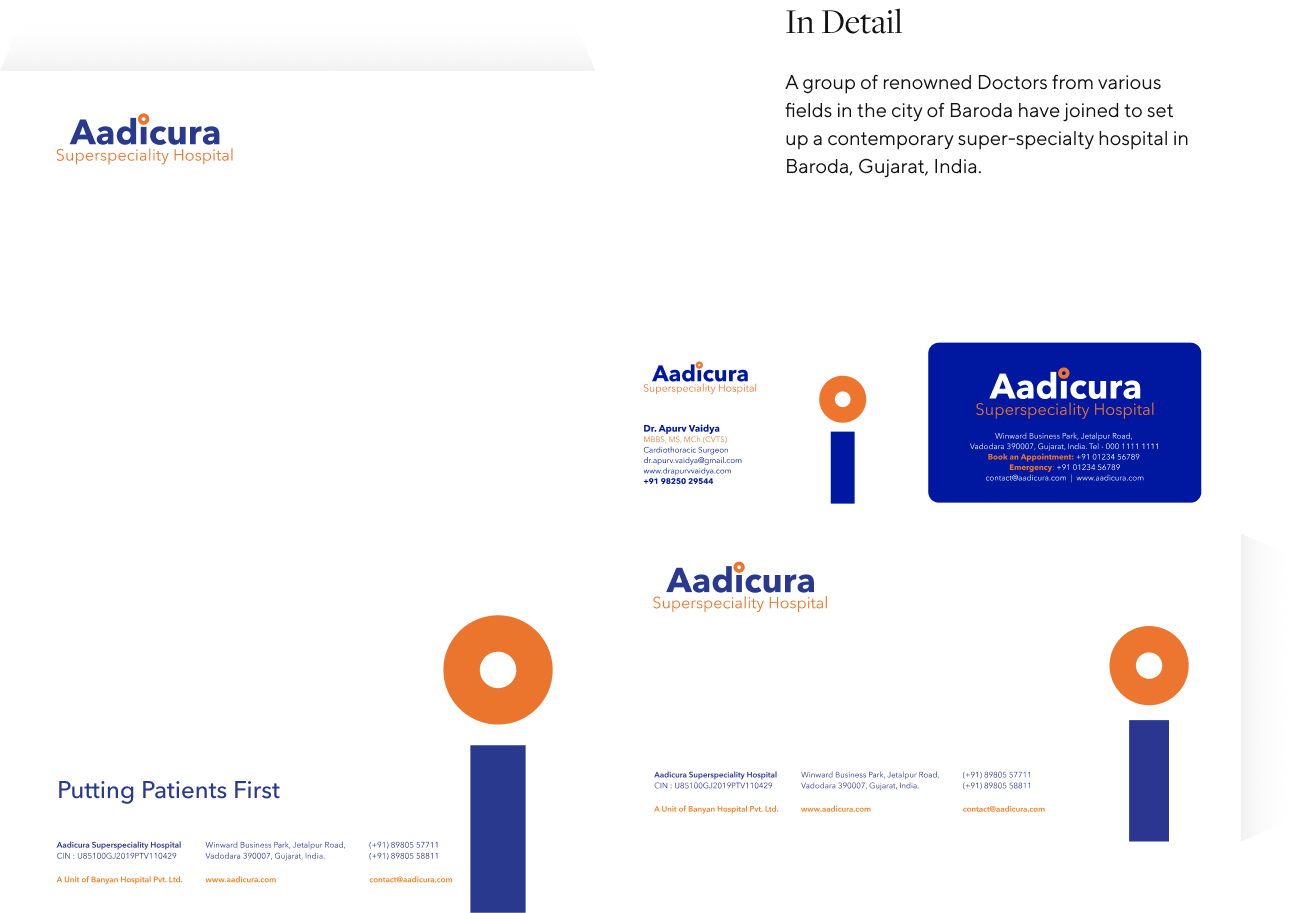 In Detail
A group of renowned Doctors from various
fields in the city of Baroda have joined to set
up a contemporary super-specialty hospital in
Baroda, Gujarat, India.
Aadicura
Superspeciality Hospital
Putting Patients First
Aadicura Superspeciality Hospital
CIN : U85100GJ2019PTV110429
A Unit of Banyan Hospital Pvt. Ltd.
Winward Business Park, Jetalpur Road,
Vadodara 390007, Gujarat, India.
www.aadicura.com
(+91) 89805 57711
(+91) 89805 58811
contact@aadicura.com
Aadicura
Superspeciality Hospital
Dr. Apurv Vaidya
MBBS, MS, MCh (CVTS)
Cardiothoracic Surgeon
dr.apurv.vaidya@gmail.com
www.drapurvvaidya.com
+91 98250 29544
Aadicura
Superspeciality Hospital
Winward Business Park, Jetalpur Road,
Vadodara 390007, Gujarat, India. Tel - 000 1111 1111
Book an Appointment: +91 01234 56789
Emergency: +91 01234 56789
contact@aadicura.com | www.aadicura.com
Aadicura
Superspeciality Hospital
Aadicura Superspeciality Hospital
CIN : U85100GJ2019PTV110429
A Unit of Banyan Hospital Pvt. Ltd.
Winward Business Park, Jetalpur Road,
Vadodara 390007, Gujarat, India.
www.aadicura.com
(+91) 89805 57711
(+91) 89805 58811
contact@aadicura.com